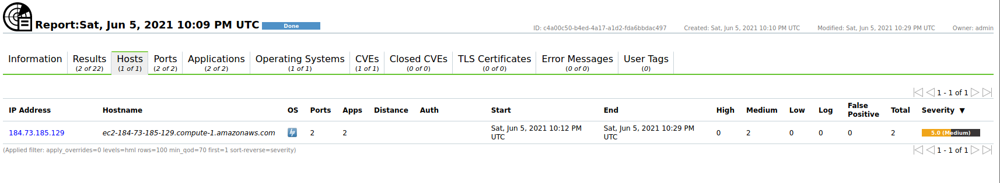 Report:Sat, Jun 5, 2021 10:09 PM UTC Done
ID: c4a00c50-b4ed-4a17-a1d2-fda6bbdac497 Created: Sat, Jun 5, 2021 10:10 PM UTC Modified: Sat, Jun 5, 2021 10:29 PM UTC Owner: admin
Information Results Hosts Ports Applications Operating Systems CVEs Closed CVEs TLS Certificates Error Messages User Tags
(2 of 22) (1 of 1) (2 of 2) (2 of 2) (1 of 1) (1 of 1) (0 of 0) (0 of 0) (0 of 0) (0)
1 - 1 of 1
IP Address Hostname OS Ports Apps Distance Auth Start End High Medium Low Log False Positive Total Severity ▼
184.73.185.129 ec2-184-73-185-129.compute-1.amazonaws.com hp 2 2 Sat, Jun 5, 2021 10:12 PM UTC Sat, Jun 5, 2021 10:29 PM UTC 0 2 0 0 0 2 5.0 (Medium)
(Applied filter: apply_overrides=0 levels=hml rows=100 min_qod=70 first=1 sort-reverse=severity)
1 - 1 of 1